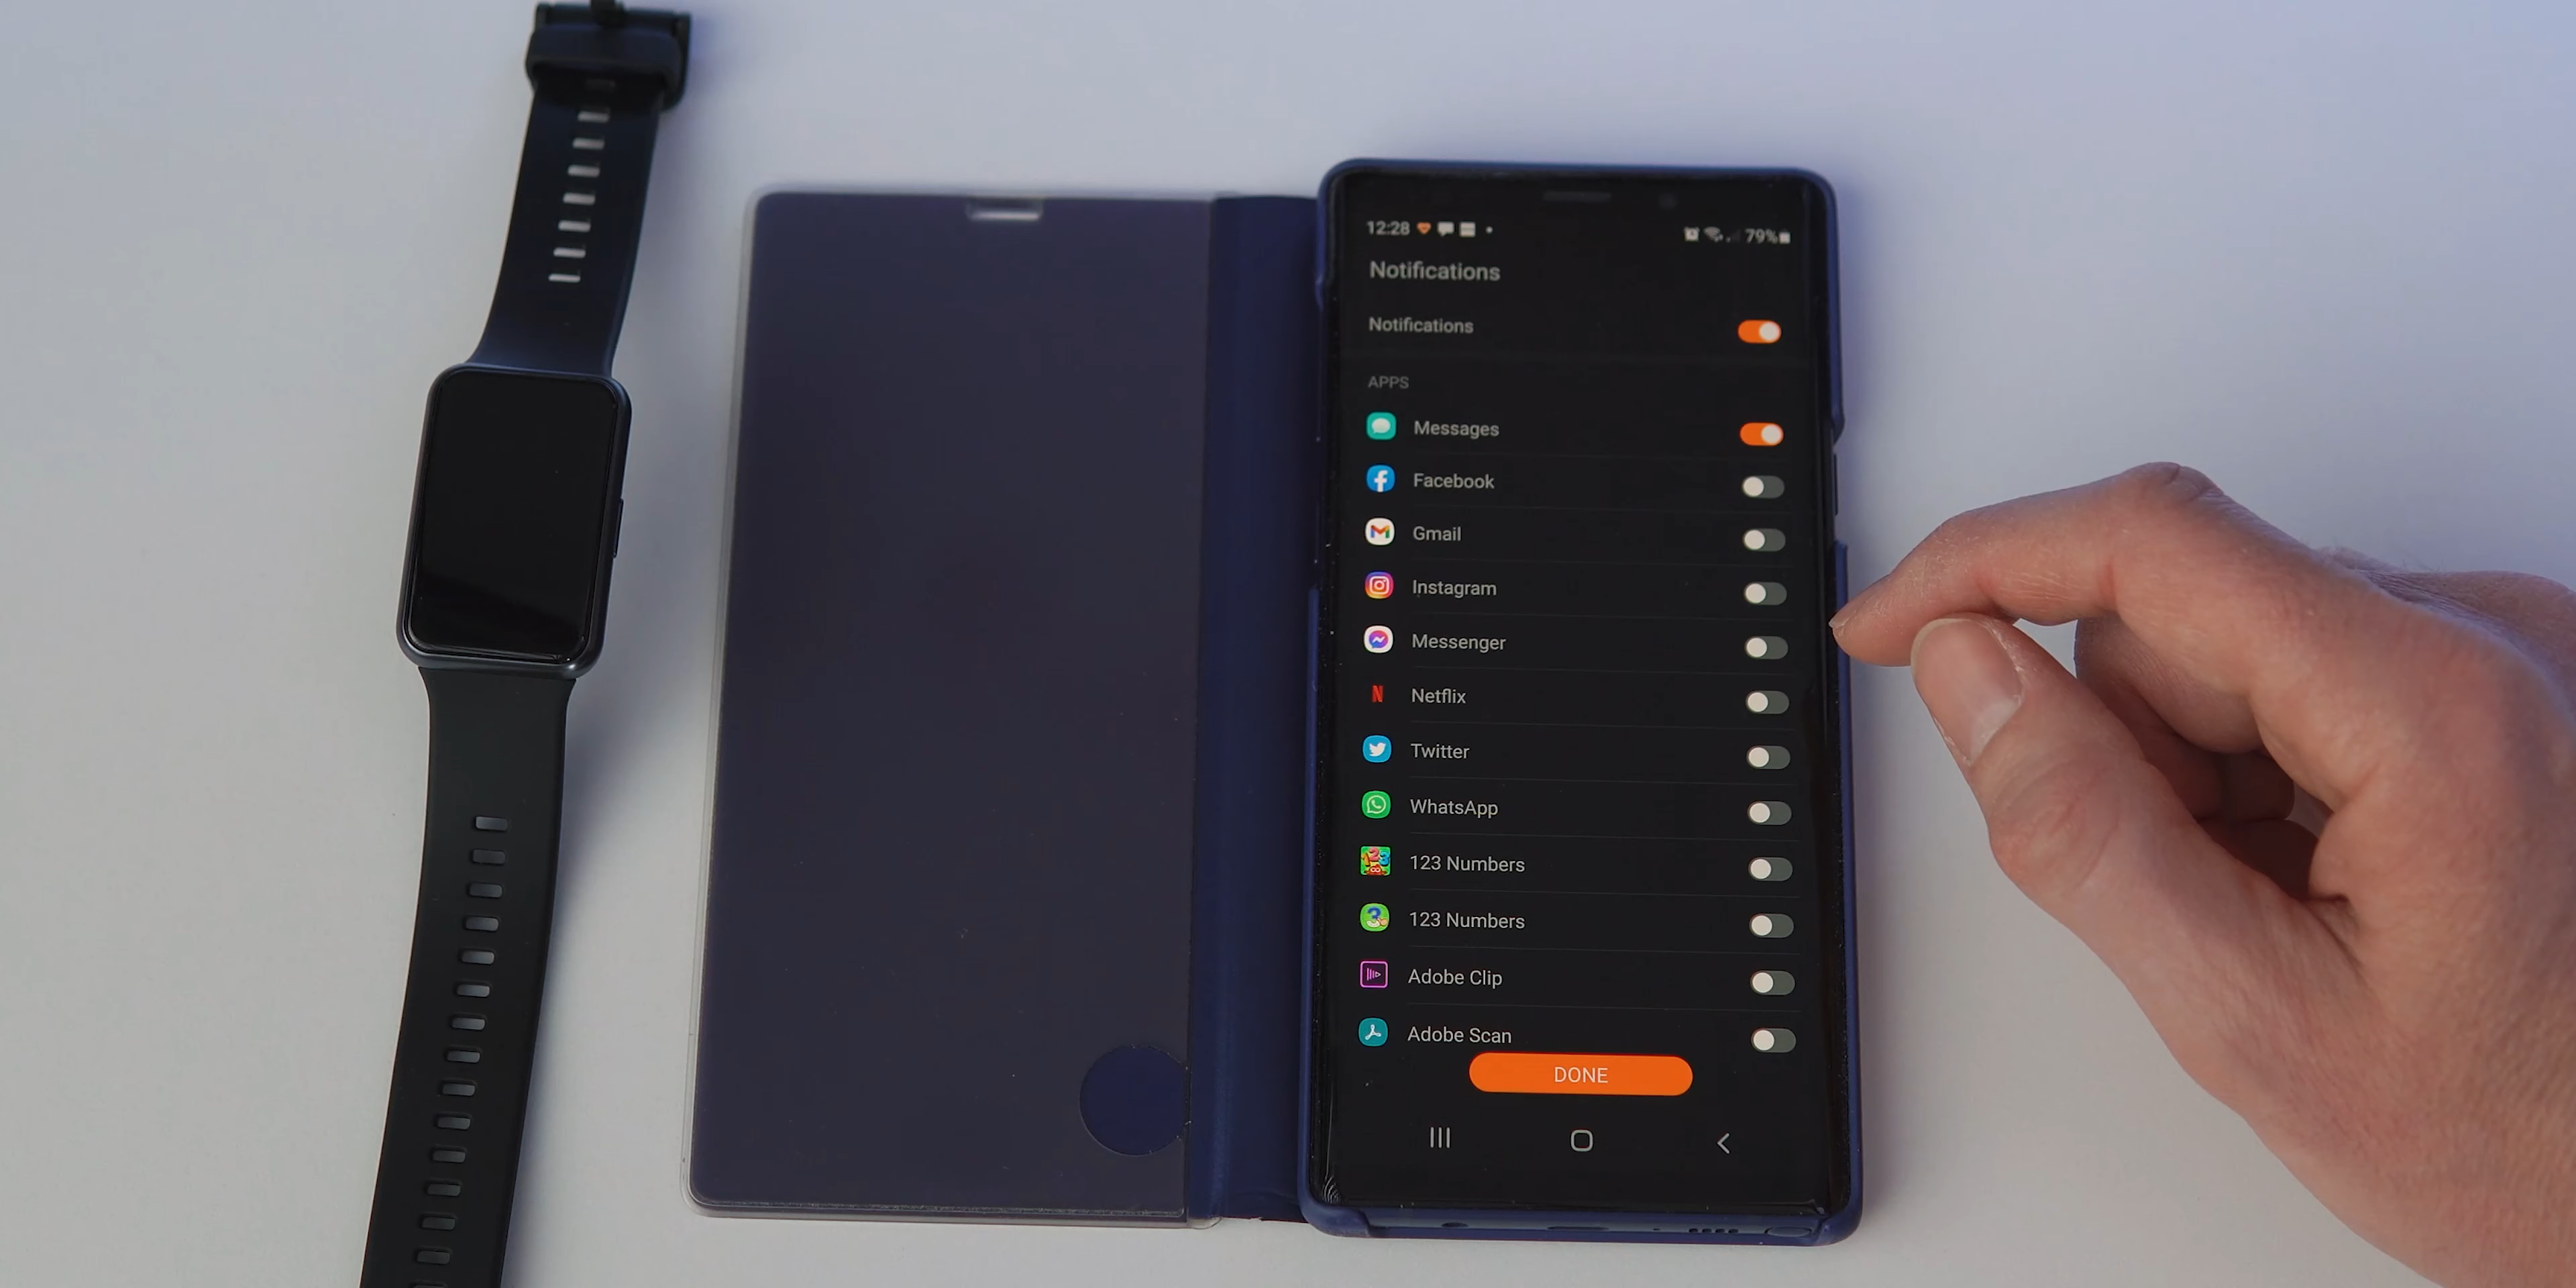 12:28 79%
Notifications
Notifications
APPS
Messages
Facebook
Gmail
Instagram
Messenger
Netflix
Twitter
WhatsApp
123 Numbers
123 Numbers
Adobe Clip
Adobe Scan
DONE